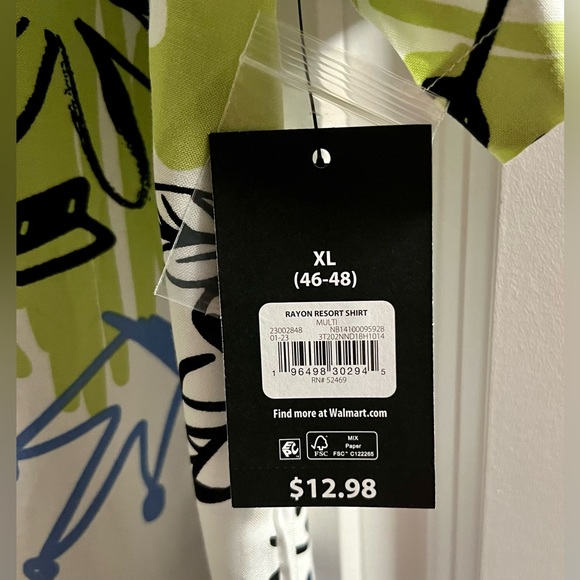 XL
(46-48)
RAYON RESORT SHIRT
MULTI
23002848 NB14100095928
01-23 3T202NND1BH1014
1 96498 30294 5
RN# 52469
Find more at Walmart.com
FSC
MIX
Paper
FSC™ C122265
$12.98